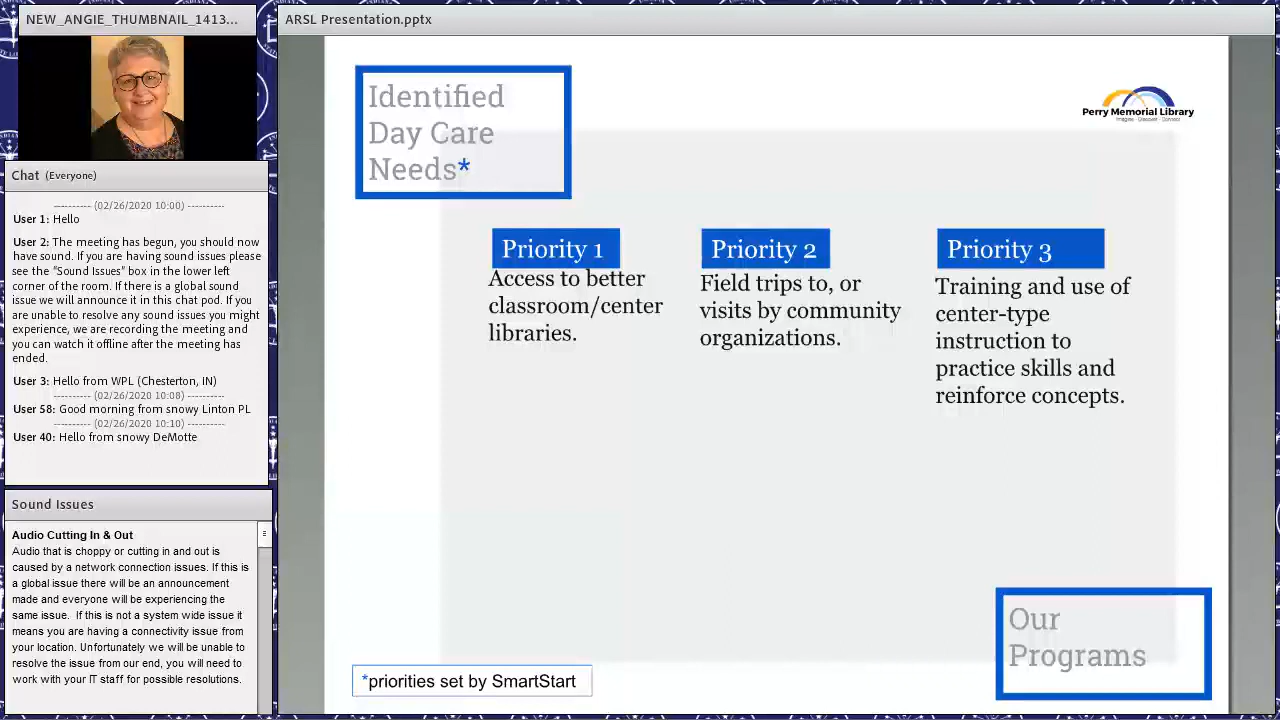 NEW_ANGIE_THUMBNAIL_1413...
ARSL Presentation.pptx
Chat (Everyone)
---------- (02/26/2020 10:00) ----------
User 1: Hello
User 2: The meeting has begun, you should now
have sound. If you are having sound issues please
see the "Sound Issues" box in the lower left
corner of the room. If there is a global sound
issue we will announce it in this chat pod. If you
are unable to resolve any sound issues you might
experience, we are recording the meeting and
you can watch it offline after the meeting has
ended.
User 3: Hello from WPL (Chesterton, IN)
---------- (02/26/2020 10:08) ----------
User 58: Good morning from snowy Linton PL
---------- (02/26/2020 10:10) ----------
User 40: Hello from snowy DeMotte
Sound Issues
Audio Cutting In & Out
Audio that is choppy or cutting in and out is
caused by a network connection issues. If this is
a global issue there will be an announcement
made and everyone will be experiencing the
same issue.  If this is not a system wide issue it
means you are having a connectivity issue from
your location. Unfortunately we will be unable to
resolve the issue from our end, you will need to
work with your IT staff for possible resolutions.
Identified
Day Care
Needs*
Perry Memorial Library
Imagine · Discover · Connect
Priority 1
Access to better
classroom/center
libraries.
Priority 2
Field trips to, or
visits by community
organizations.
Priority 3
Training and use of
center-type
instruction to
practice skills and
reinforce concepts.
*priorities set by SmartStart
Our
Programs